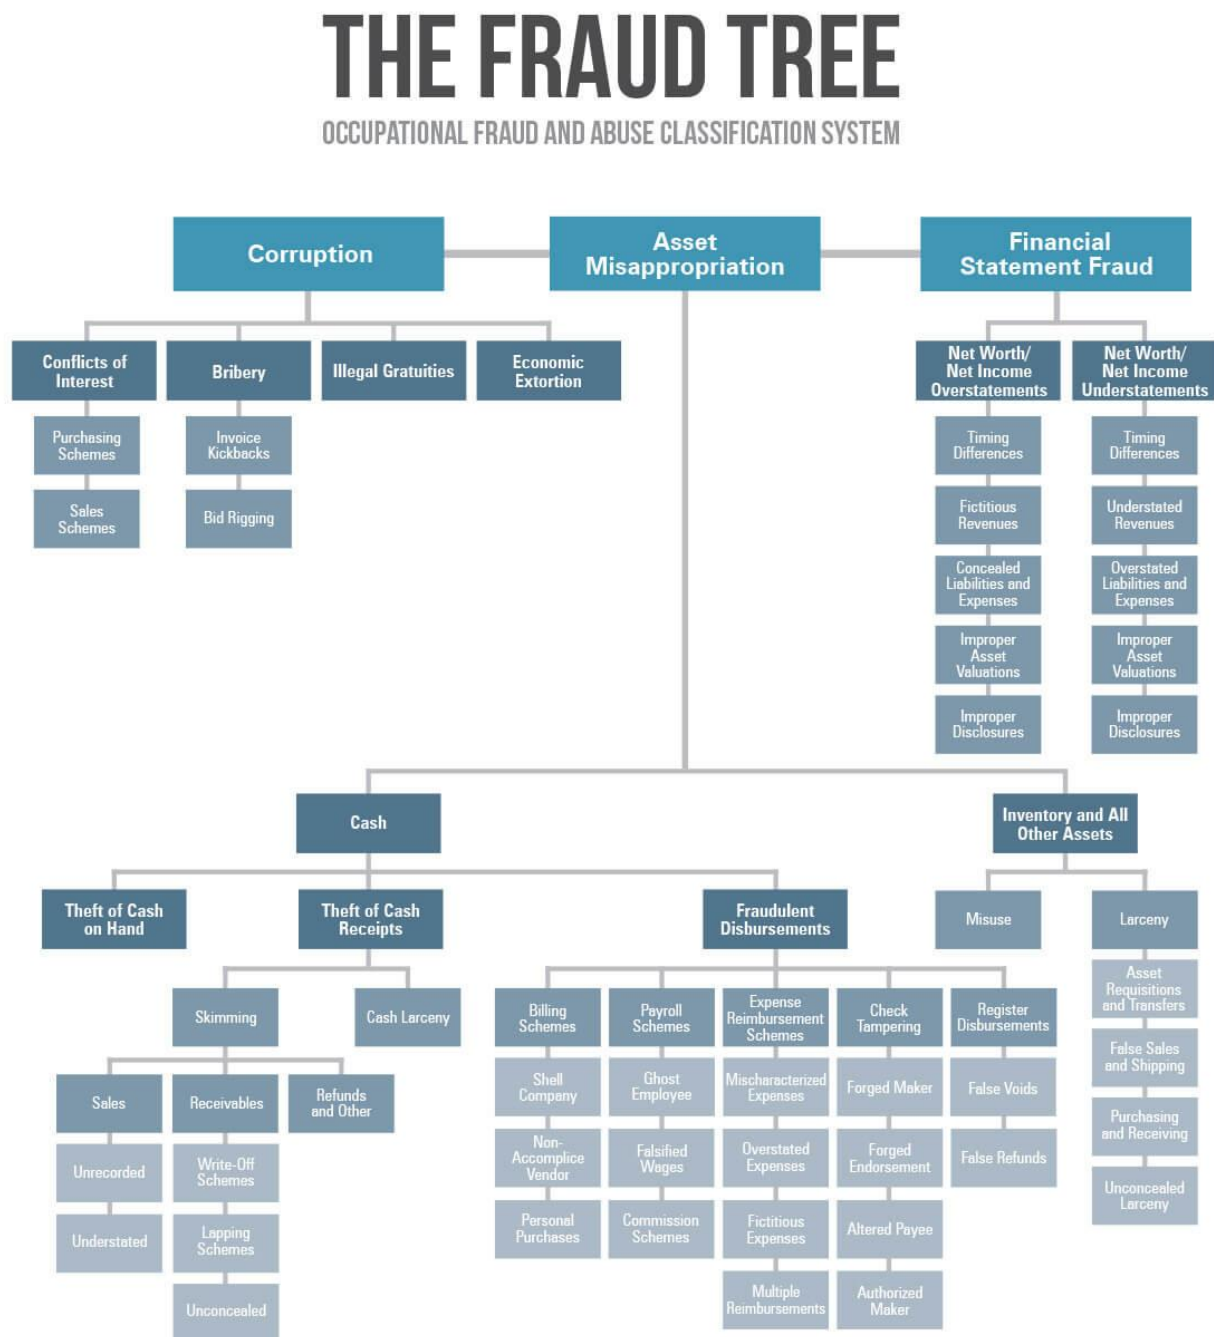 THE FRAUD TREE
OCCUPATIONAL FRAUD AND ABUSE CLASSIFICATION SYSTEM
Corruption
Asset
Misappropriation
Financial
Statement Fraud
Conflicts of
Interest
Bribery
Illegal Gratuities
Economic
Extortion
Net Worth/
Net Income
Overstatements
Net Worth/
Net Income
Understatements
Purchasing
Schemes
Sales
Schemes
Invoice
Kickbacks
Bid Rigging
Timing
Differences
Fictitious
Revenues
Concealed
Liabilities and
Expenses
Improper
Asset
Valuations
Improper
Disclosures
Timing
Differences
Understated
Revenues
Overstated
Liabilities and
Expenses
Improper
Asset
Valuations
Improper
Disclosures
Cash
Inventory and All
Other Assets
Theft of Cash
on Hand
Theft of Cash
Receipts
Fraudulent
Disbursements
Misuse
Larceny
Asset
Requisitions
and Transfers
False Sales
and Shipping
Purchasing
and Receiving
Unconcealed
Larceny
Skimming
Cash Larceny
Sales
Receivables
Refunds
and Other
Unrecorded
Understated
Write-Off
Schemes
Lapping
Schemes
Unconcealed
Billing
Schemes
Shell
Company
Non-
Accomplice
Vendor
Personal
Purchases
Payroll
Schemes
Ghost
Employee
Falsified
Wages
Commission
Schemes
Expense
Reimbursement
Schemes
Mischaracterized
Expenses
Overstated
Expenses
Fictitious
Expenses
Multiple
Reimbursements
Check
Tampering
Forged Maker
Forged
Endorsement
Altered Payee
Authorized
Maker
Register
Disbursements
False Voids
False Refunds